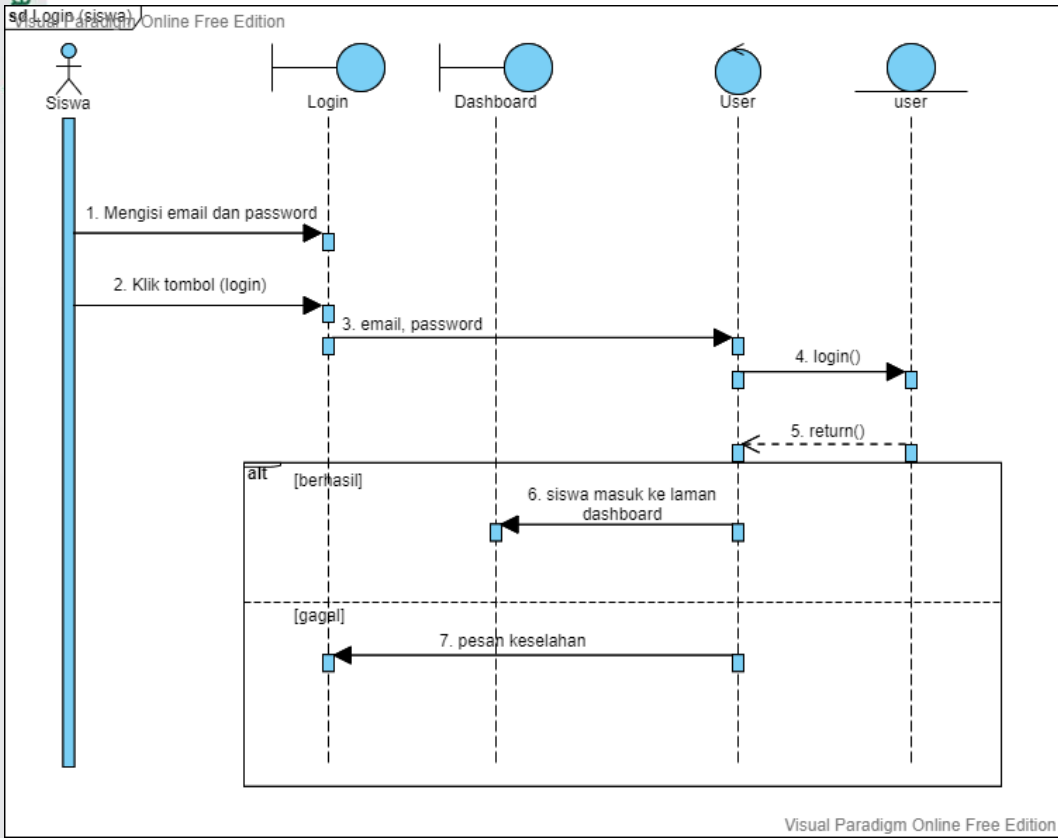 sd Login (siswa)
Visual Paradigm Online Free Edition
Siswa
Login
Dashboard
User
user
1. Mengisi email dan password
2. Klik tombol (login)
3. email, password
4. login()
5. return()
alt
[berhasil]
6. siswa masuk ke laman
dashboard
[gagal]
7. pesan keselahan
Visual Paradigm Online Free Edition